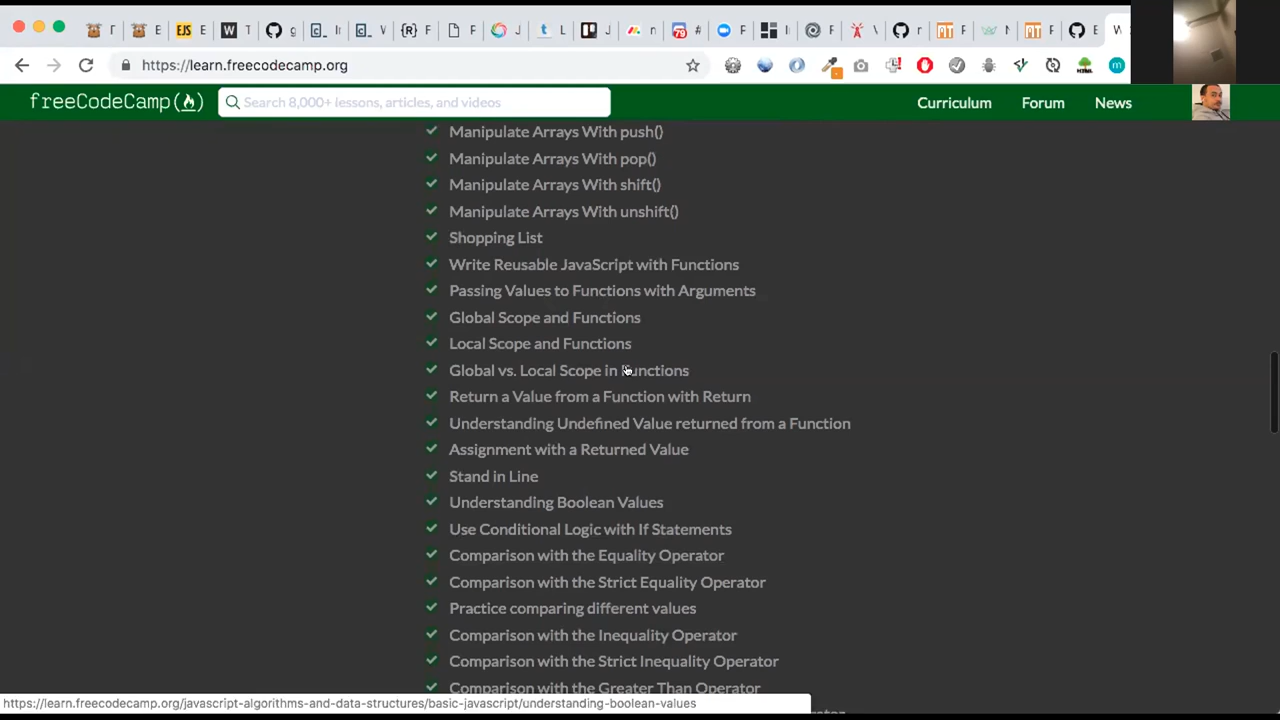 https://learn.freecodecamp.org
freeCodeCamp
Search 8,000+ lessons, articles, and videos
Curriculum
Forum
News
Manipulate Arrays With push()
Manipulate Arrays With pop()
Manipulate Arrays With shift()
Manipulate Arrays With unshift()
Shopping List
Write Reusable JavaScript with Functions
Passing Values to Functions with Arguments
Global Scope and Functions
Local Scope and Functions
Global vs. Local Scope in Functions
Return a Value from a Function with Return
Understanding Undefined Value returned from a Function
Assignment with a Returned Value
Stand in Line
Understanding Boolean Values
Use Conditional Logic with If Statements
Comparison with the Equality Operator
Comparison with the Strict Equality Operator
Practice comparing different values
Comparison with the Inequality Operator
Comparison with the Strict Inequality Operator
Comparison with the Greater Than Operator
https://learn.freecodecamp.org/javascript-algorithms-and-data-structures/basic-javascript/understanding-boolean-values